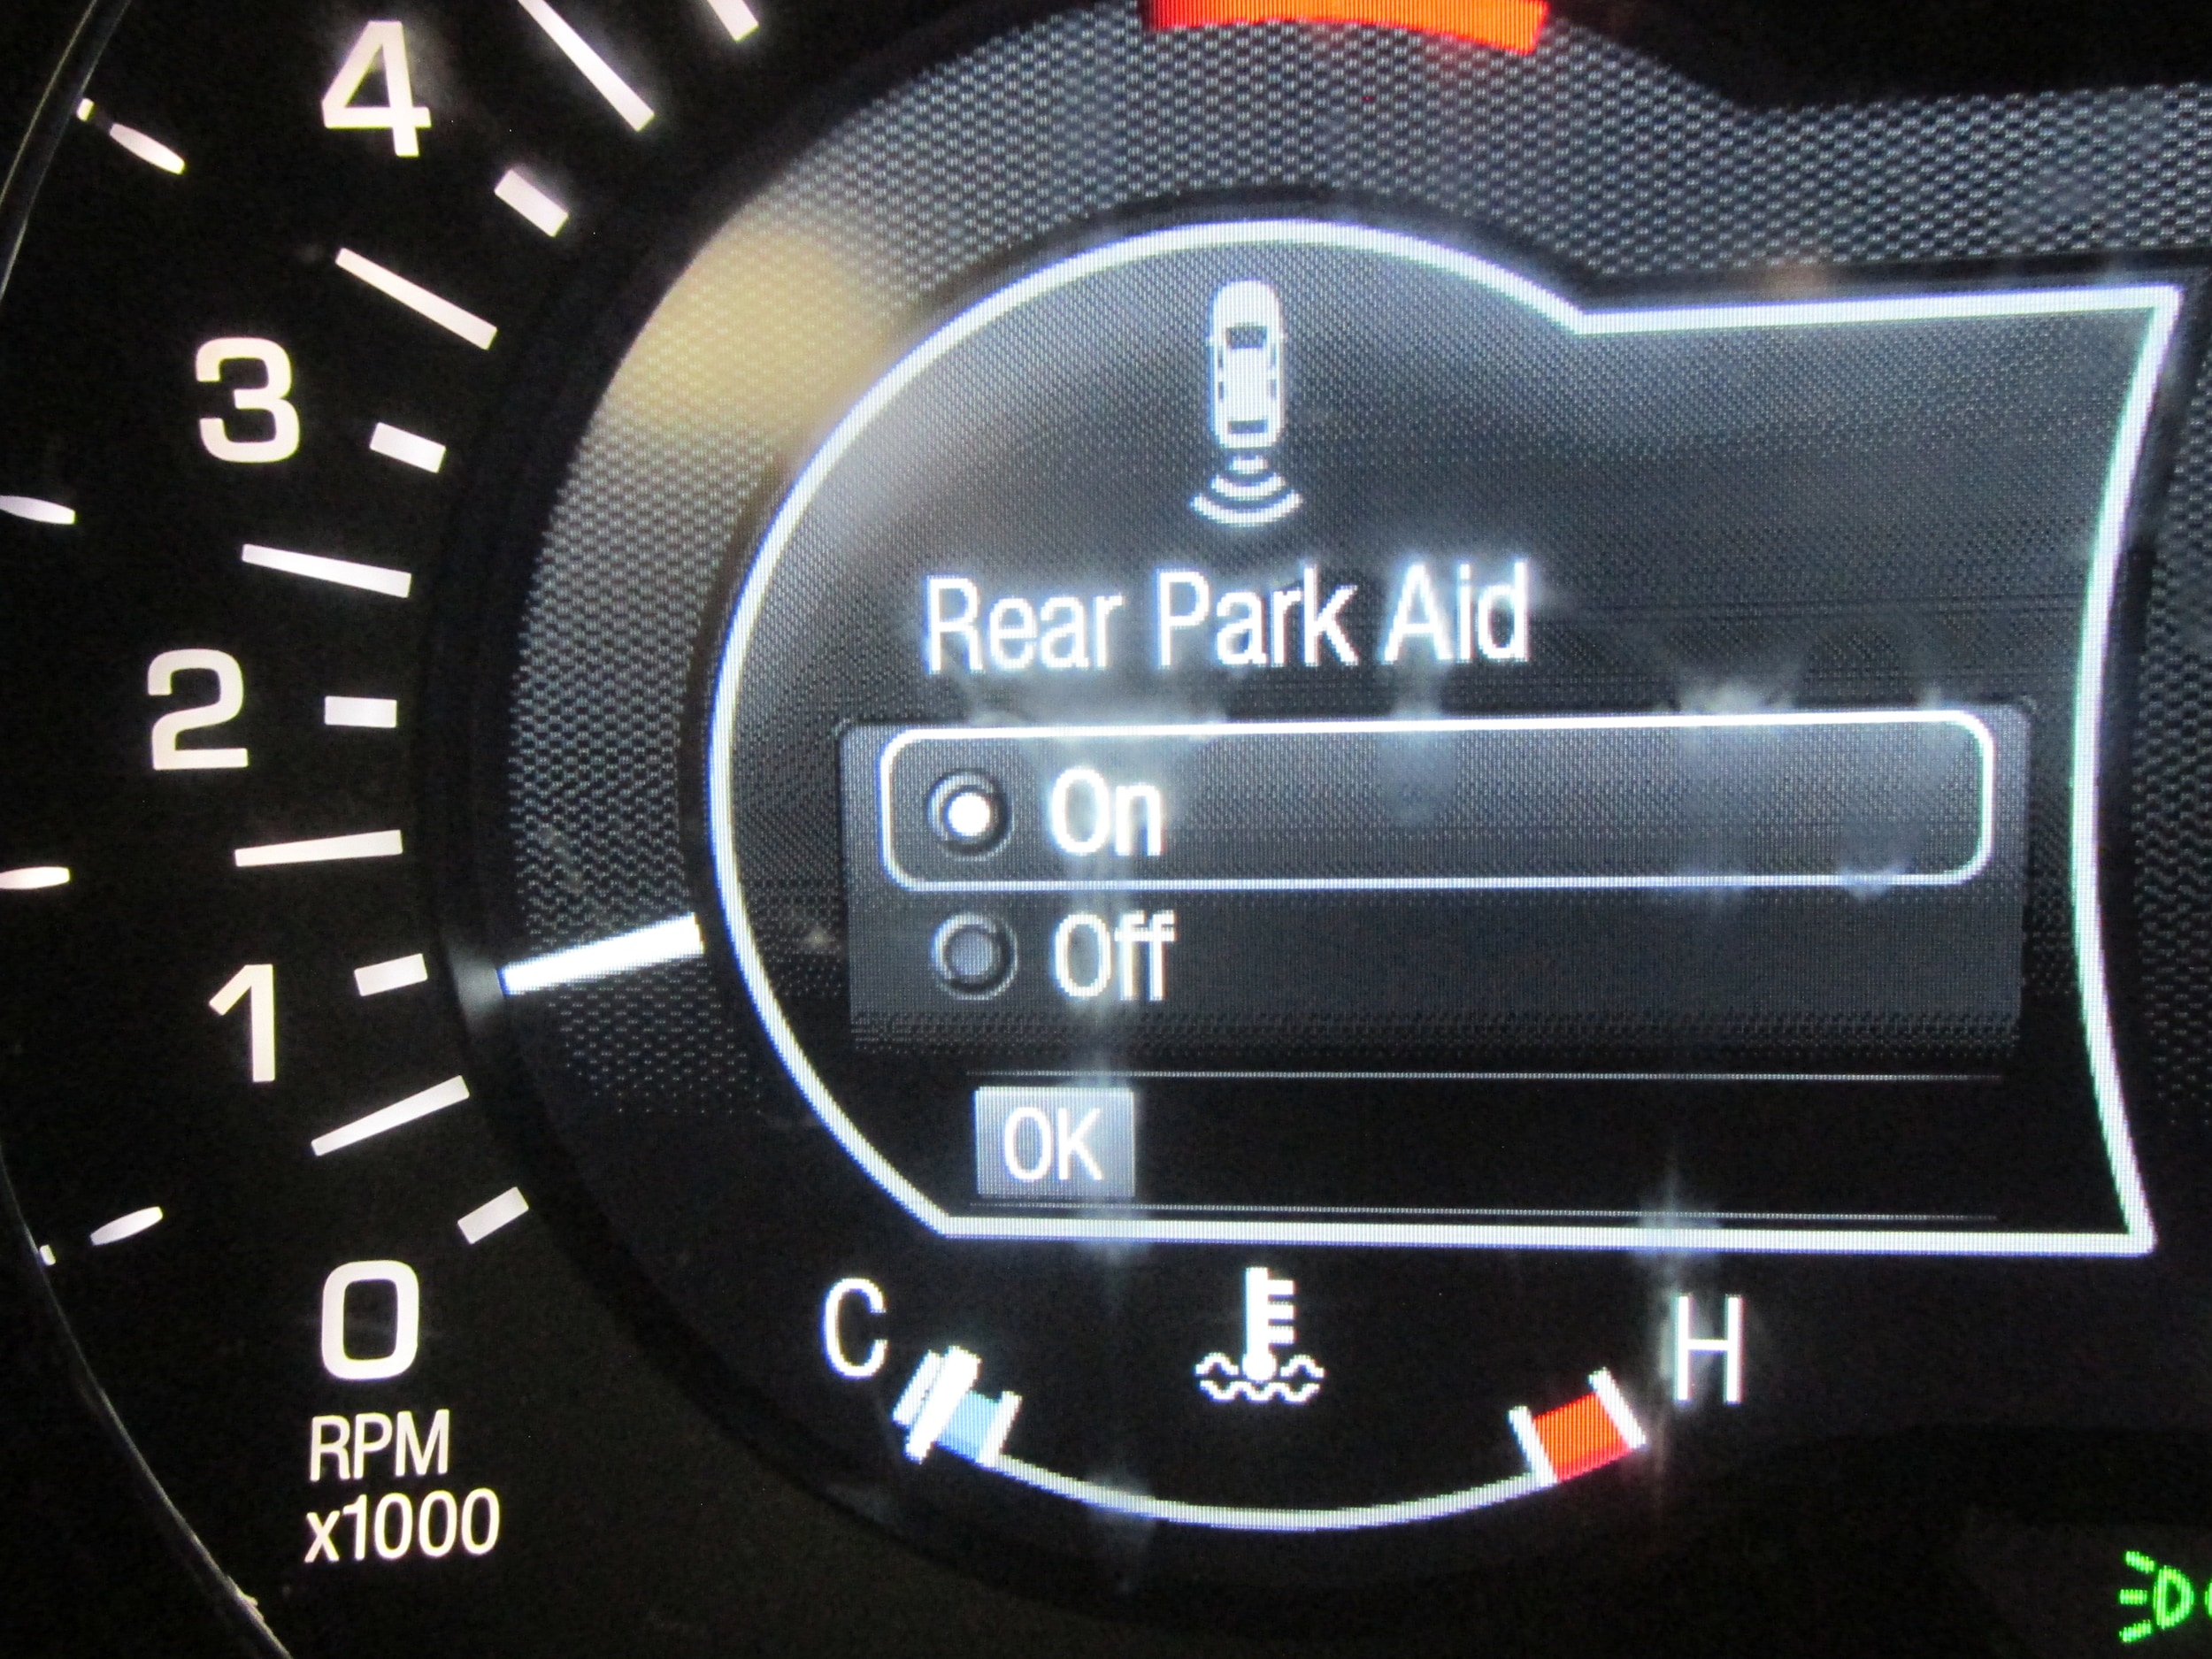 4
3
2
1
0
RPM
x1000
Rear Park Aid
On
Off
OK
C
H